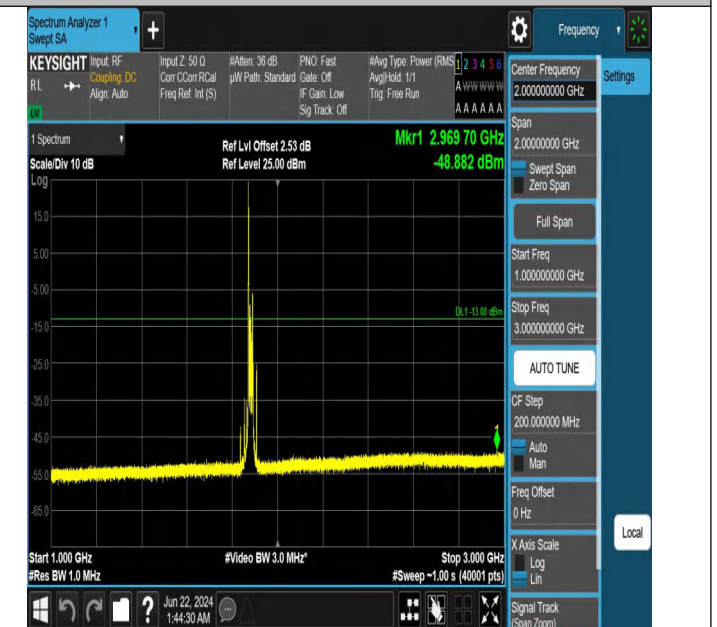 Spectrum Analyzer 1
Swept SA
+
Frequency
KEYSIGHT
RL
Input: RF
Coupling: DC
Align: Auto
Input Z: 50 Ω
Corr CCorr RCal
Freq Ref: Int (S)
#Atten: 36 dB
µW Path: Standard
PNO: Fast
Gate: Off
IF Gain: Low
Sig Track: Off
#Avg Type: Power (RMS
Avg|Hold: 1/1
Trig: Free Run
1 2 3 4 5 6
A W W W W W
A A A A A A
1 Spectrum
Scale/Div 10 dB
Ref Lvl Offset 2.53 dB
Ref Level 25.00 dBm
Mkr1 2.969 70 GHz
-48.882 dBm
Log
15.0
5.00
-5.00
-15.0
-25.0
-35.0
-45.0
-55.0
-65.0
DL1 -13.00 dBm
1
Start 1.000 GHz
#Res BW 1.0 MHz
#Video BW 3.0 MHz*
Stop 3.000 GHz
#Sweep ~1.00 s (40001 pts)
Center Frequency
2.000000000 GHz
Span
2.00000000 GHz
Swept Span
Zero Span
Full Span
Start Freq
1.000000000 GHz
Stop Freq
3.000000000 GHz
AUTO TUNE
CF Step
200.000000 MHz
Auto
Man
Freq Offset
0 Hz
X Axis Scale
Log
Lin
Signal Track
(Span Zoom)
Settings
Local
?
Jun 22, 2024
1:44:30 AM